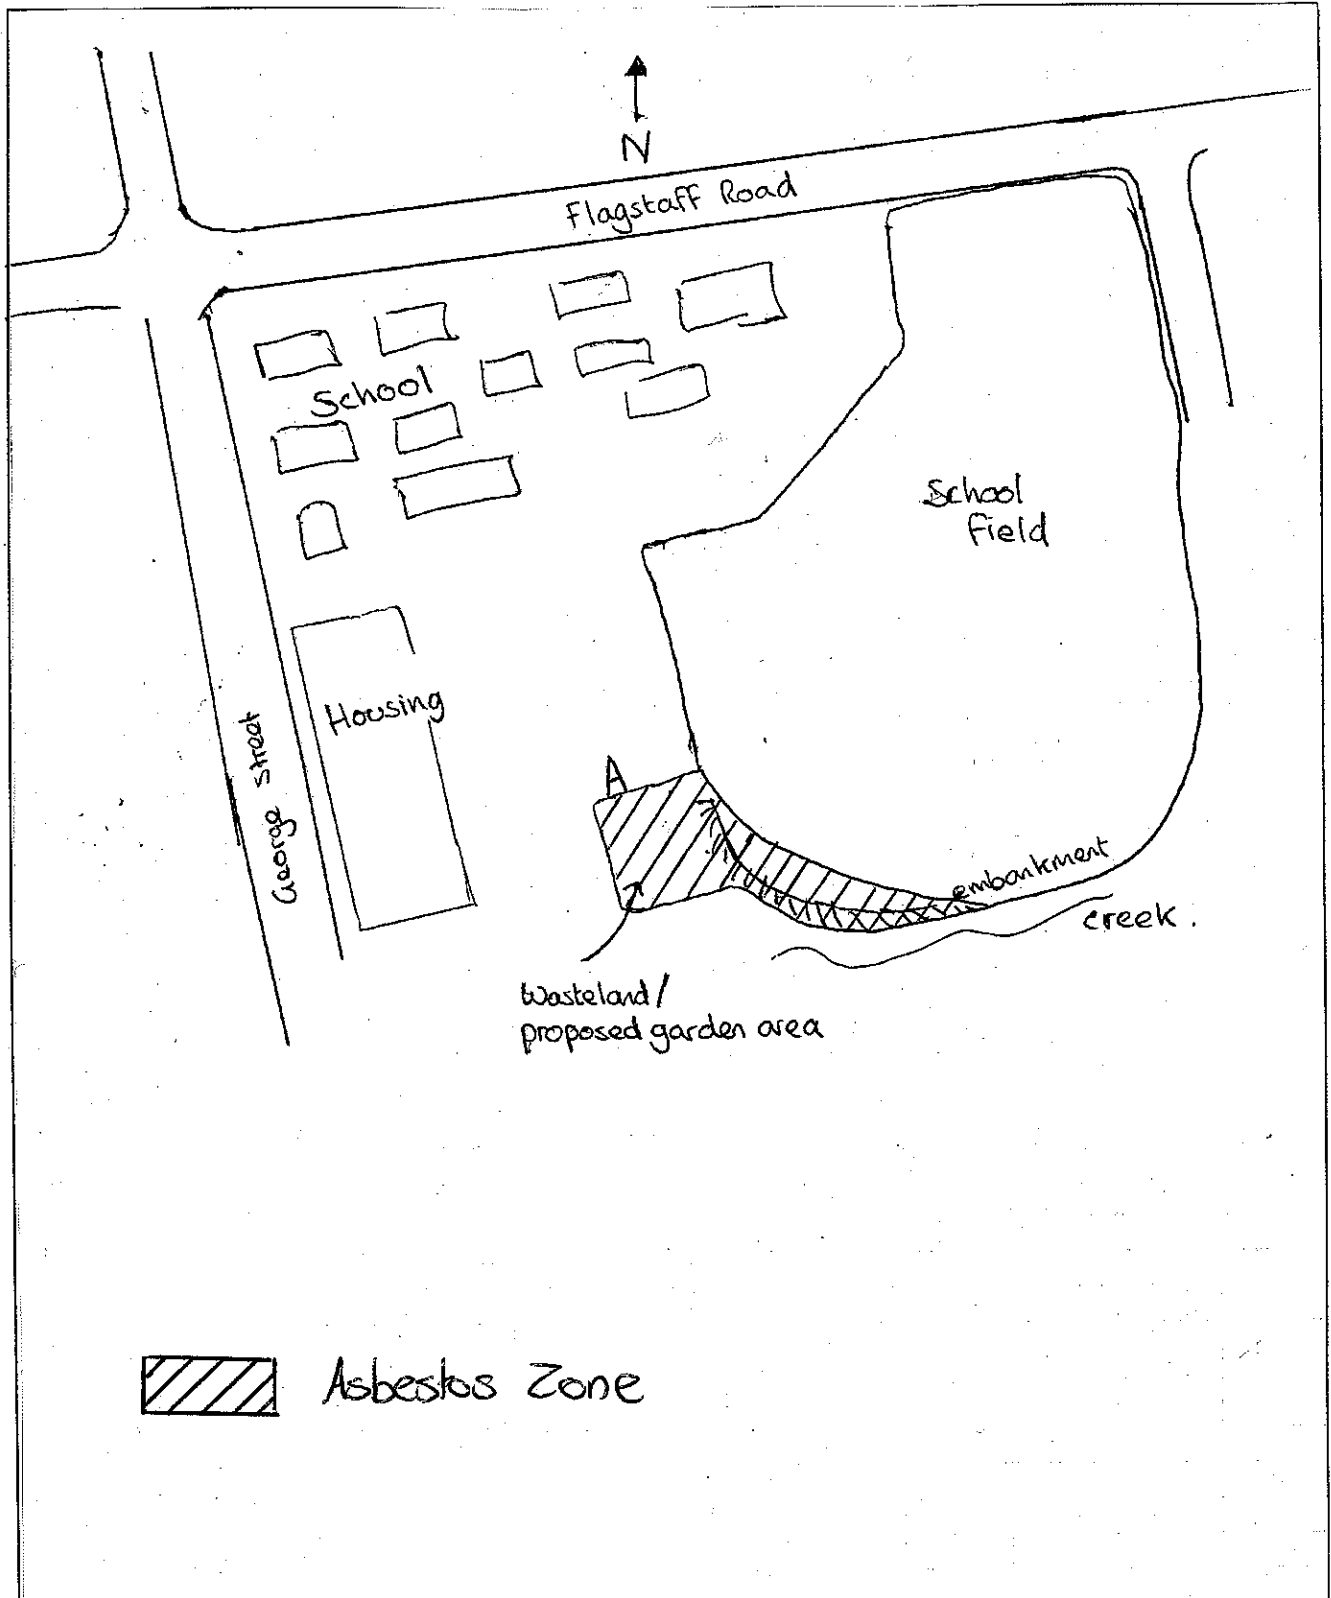 N
Flagstaff Road
School
School
field
Housing
George Street
A
embankment
creek.
Wasteland/
proposed garden area
Asbestos Zone